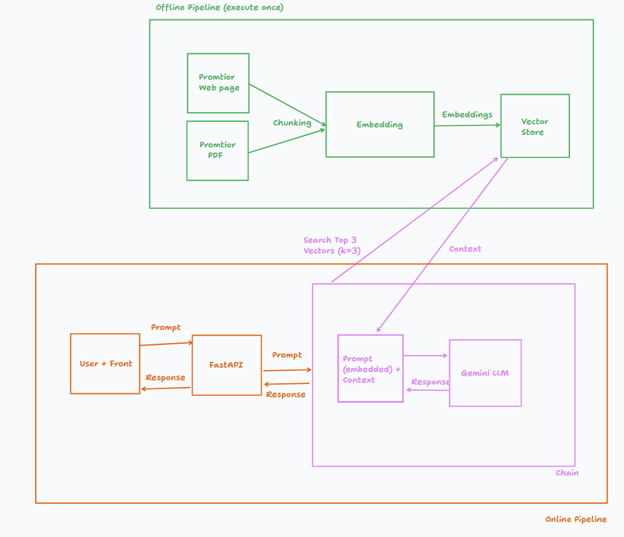 Offline Pipeline (execute once)
Promtior
Web page
Chunking
Promtior
PDF
Embedding
Embeddings
Vector
Store
Search Top 3
Vectors (k=3)
Context
User + Front
Prompt
Response
FastAPI
Prompt
Response
Prompt
(embedded) +
Context
Response
Gemini LLM
Chain
Online Pipeline